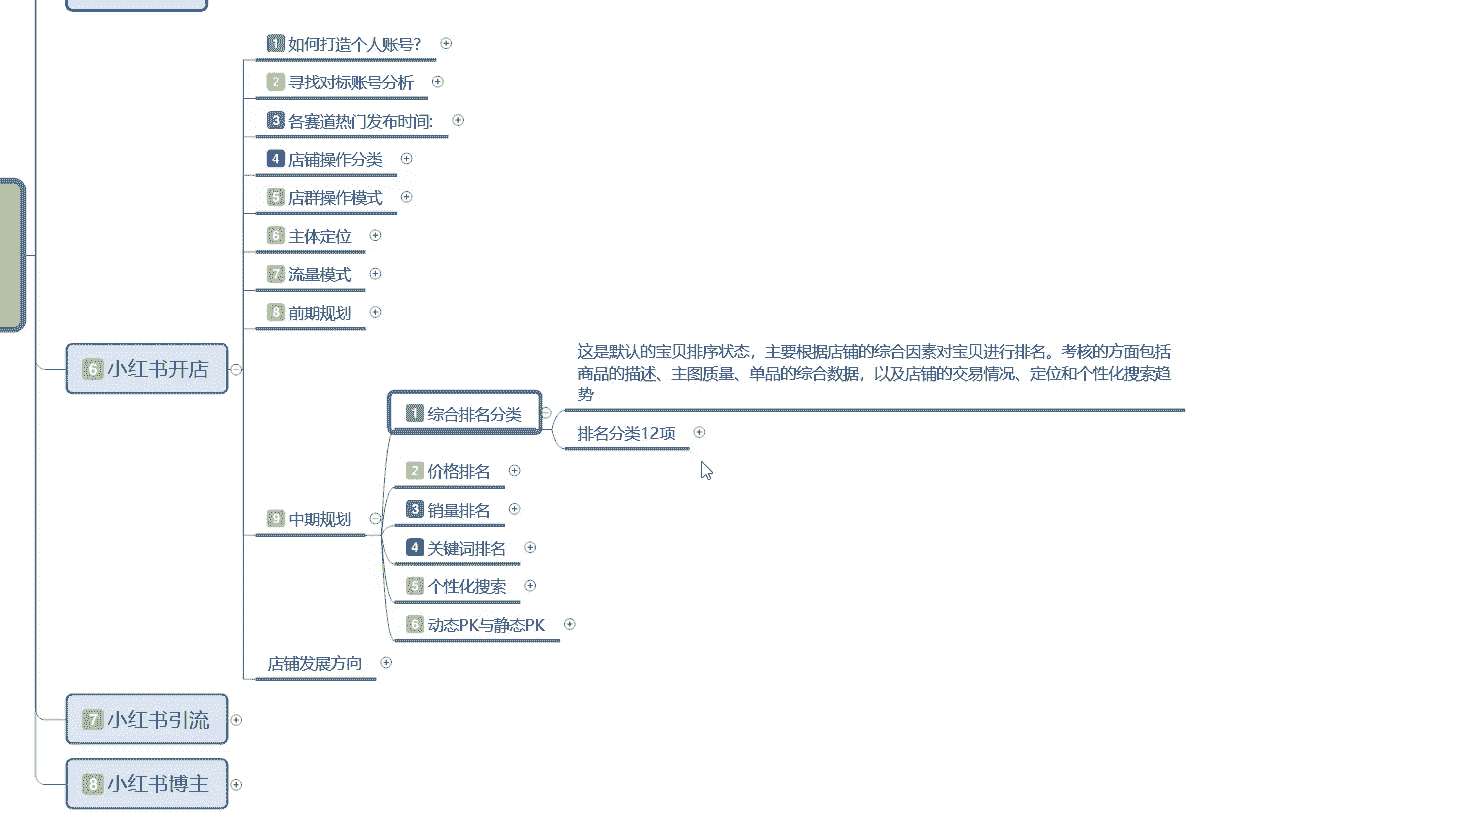 1 如何打造个人账号?
2 寻找对标账号分析
3 各赛道热门发布时间:
4 店铺操作分类
5 店群操作模式
6 主体定位
7 流量模式
8 前期规划
6 小红书开店
这是默认的宝贝排序状态，主要根据店铺的综合因素对宝贝进行排名。考核的方面包括
商品的描述、主图质量、单品的综合数据，以及店铺的交易情况、定位和个性化搜索趋
势
1 综合排名分类
排名分类12项
2 价格排名
3 销量排名
9 中期规划
4 关键词排名
5 个性化搜索
6 动态PK与静态PK
店铺发展方向
7 小红书引流
8 小红书博主